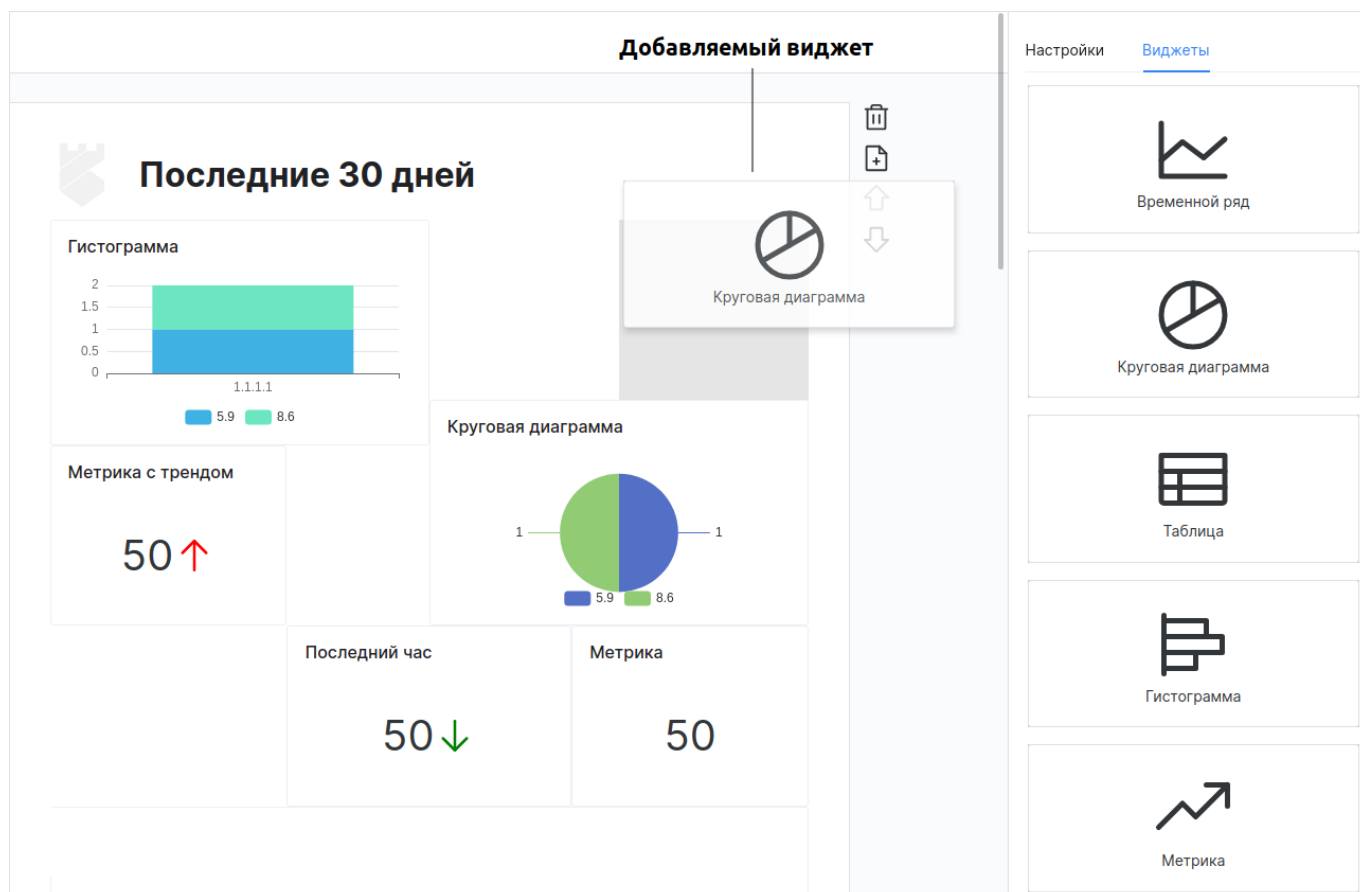 Добавляемый виджет
Настройки
Виджеты
Последние 30 дней
Гистограмма
2
1.5
1
0.5
0
1.1.1.1
5.9
8.6
Круговая диаграмма
Круговая диаграмма
1
1
5.9
8.6
Метрика с трендом
50
Последний час
50
Метрика
50
Временной ряд
Круговая диаграмма
Таблица
Гистограмма
Метрика